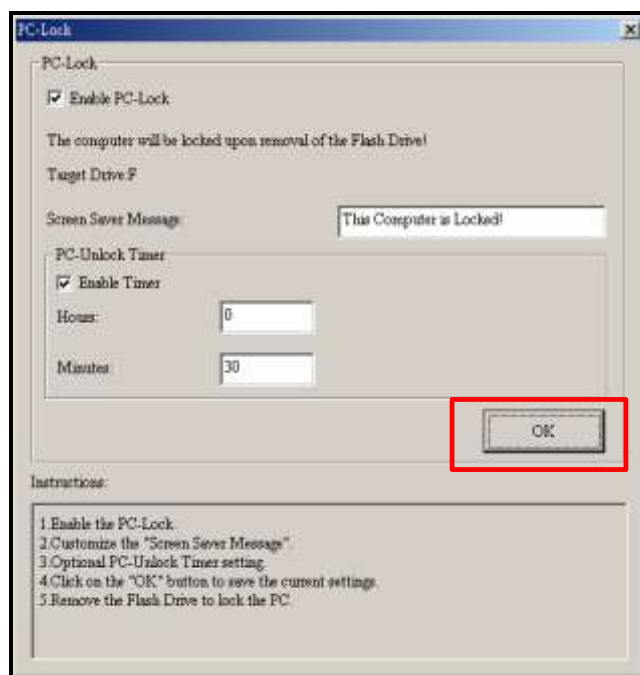 PC-Lock
PC-Lock
Enable PC-Lock
The computer will be locked upon removal of the Flash Drive!
Target Drive:F
Screen Saver Message: This Computer is Locked!
PC-Unlock Timer
Enable Timer
Hours: 0
Minutes: 30
OK
Instructions:
1.Enable the PC-Lock.
2.Customize the "Screen Saver Message".
3.Optional PC-Unlock Timer setting.
4.Click on the "OK" button to save the current settings.
5.Remove the Flash Drive to lock the PC.